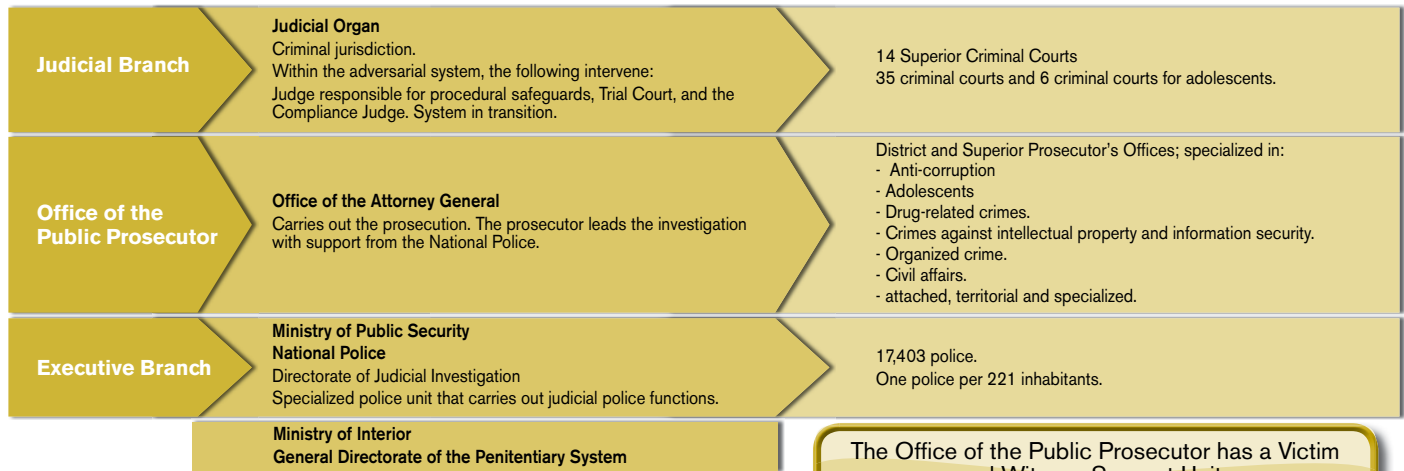 Judicial Branch
Judicial Organ
Criminal jurisdiction.
Within the adversarial system, the following intervene:
Judge responsible for procedural safeguards, Trial Court, and the
Compliance Judge. System in transition.
14 Superior Criminal Courts
35 criminal courts and 6 criminal courts for adolescents.
Office of the
Public Prosecutor
Office of the Attorney General
Carries out the prosecution. The prosecutor leads the investigation
with support from the National Police.
District and Superior Prosecutor's Offices; specialized in:
- Anti-corruption
- Adolescents
- Drug-related crimes.
- Crimes against intellectual property and information security.
- Organized crime.
- Civil affairs.
- attached, territorial and specialized.
Executive Branch
Ministry of Public Security
National Police
Directorate of Judicial Investigation
Specialized police unit that carries out judicial police functions.
17,403 police.
One police per 221 inhabitants.
Ministry of Interior
General Directorate of the Penitentiary System
The Office of the Public Prosecutor has a Victim